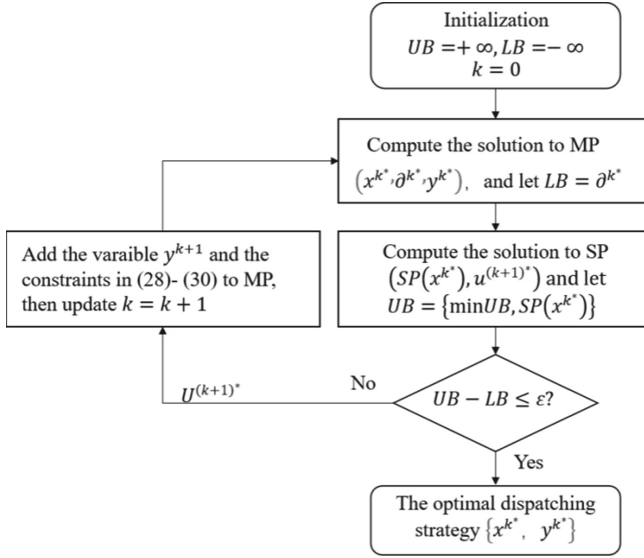 Initialization
UB =+ ∞, LB =− ∞
k = 0
Compute the solution to MP
(x^{k*},∂^{k*},y^{k*}), and let LB = ∂^{k*}
Add the varaible y^{k+1} and the
constraints in (28)- (30) to MP,
then update k = k + 1
Compute the solution to SP
(SP(x^{k*}), u^{(k+1)*}) and let
UB = {minUB, SP(x^{k*})}
U^{(k+1)*}
No
UB − LB ≤ ε?
Yes
The optimal dispatching
strategy {x^{k*}, y^{k*}}